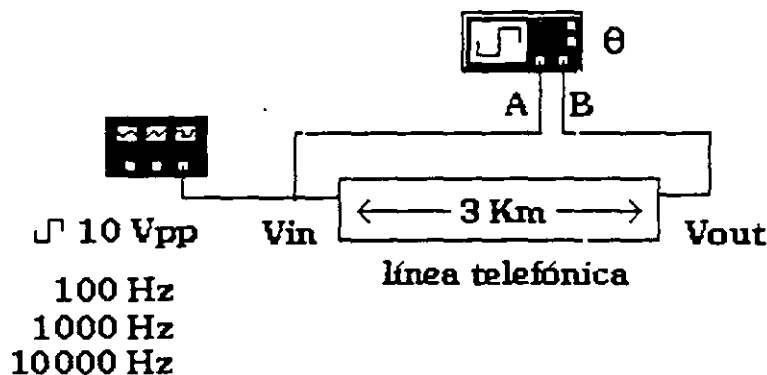 θ
A B
3 Km
10 Vpp
Vin
Vout
línea telefónica
100 Hz
1000 Hz
10000 Hz